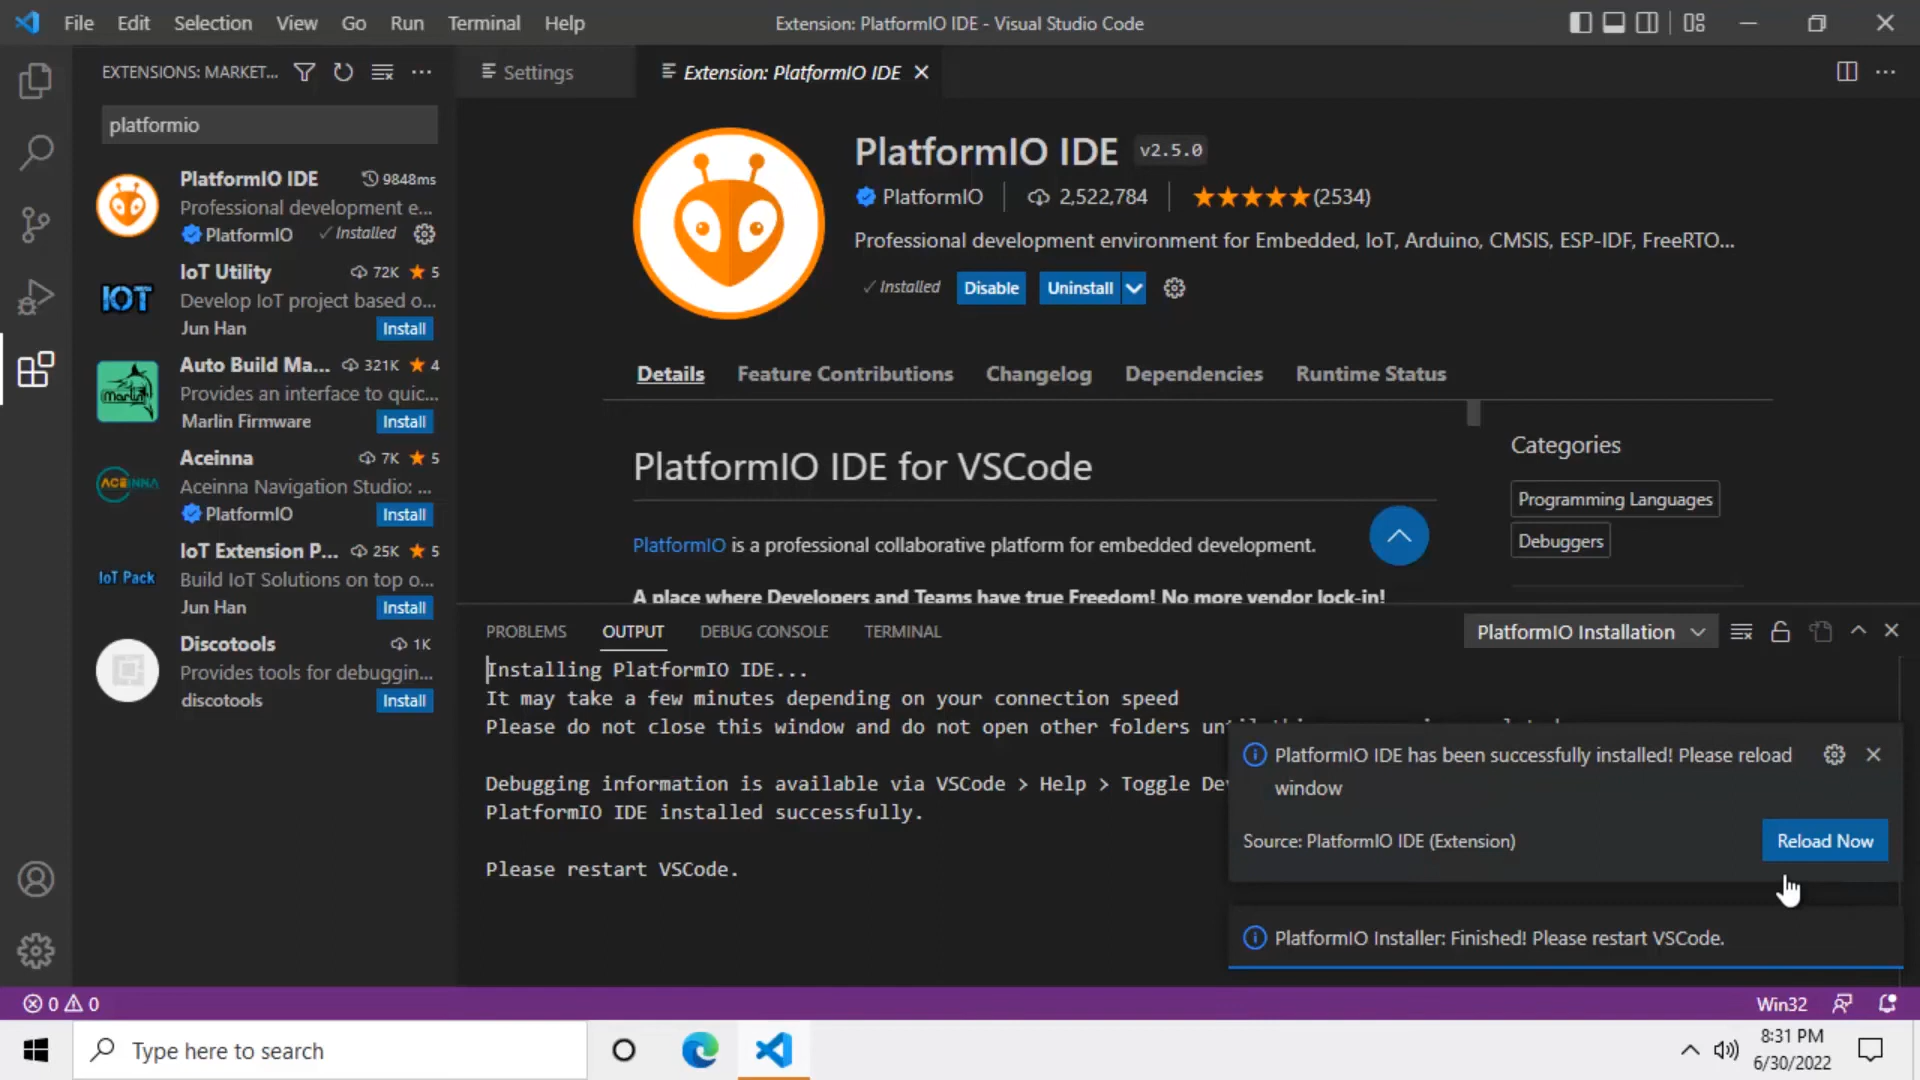 File Edit Selection View Go Run Terminal Help
Extension: PlatformIO IDE - Visual Studio Code
EXTENSIONS: MARKET...
Settings
Extension: PlatformIO IDE
platformio
PlatformIO IDE 9848ms
Professional development e...
PlatformIO ✓ Installed
IOT
IoT Utility 72K ★ 5
Develop IoT project based o...
Jun Han Install
Marlin
Auto Build Ma... 321K ★ 4
Provides an interface to quic...
Marlin Firmware Install
ACEINNA
Aceinna 7K ★ 5
Aceinna Navigation Studio: ...
PlatformIO Install
IoT Pack
IoT Extension P... 25K ★ 5
Build IoT Solutions on top o...
Jun Han Install
Discotools 1K
Provides tools for debuggin...
discotools Install
PlatformIO IDE v2.5.0
PlatformIO 2,522,784 ★★★★★(2534)
Professional development environment for Embedded, IoT, Arduino, CMSIS, ESP-IDF, FreeRTO...
✓ Installed Disable Uninstall
Details Feature Contributions Changelog Dependencies Runtime Status
PlatformIO IDE for VSCode
PlatformIO is a professional collaborative platform for embedded development.
A place where Developers and Teams have true Freedom! No more vendor lock-in!
Categories
Programming Languages
Debuggers
PROBLEMS OUTPUT DEBUG CONSOLE TERMINAL
PlatformIO Installation
Installing PlatformIO IDE...
It may take a few minutes depending on your connection speed
Please do not close this window and do not open other folders
Debugging information is available via VSCode > Help > Toggle
PlatformIO IDE installed successfully.
Please restart VSCode.
PlatformIO IDE has been successfully installed! Please reload
window
Source: PlatformIO IDE (Extension) Reload Now
PlatformIO Installer: Finished! Please restart VSCode.
0 0
Win32
Type here to search
8:31 PM
6/30/2022